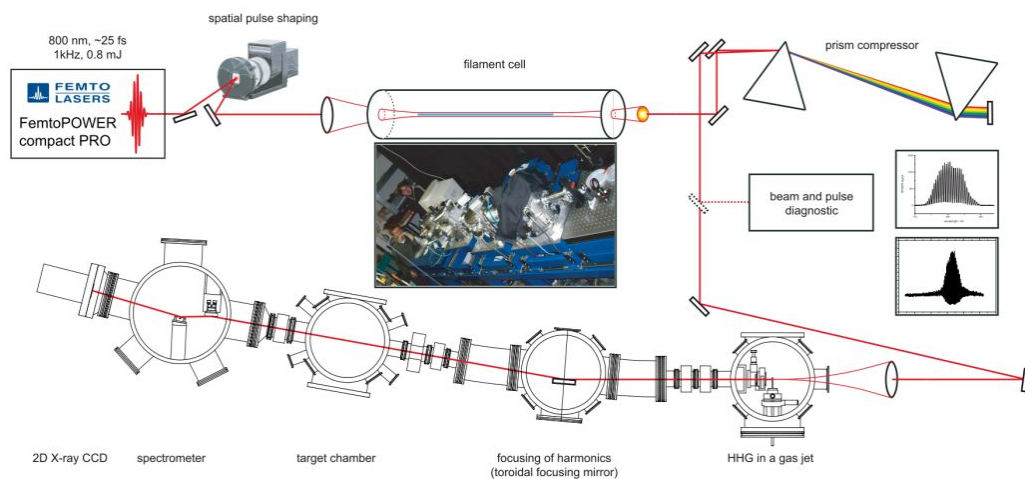 spatial pulse shaping
800 nm, ~25 fs
1kHz, 0.8 mJ
FEMTO
LASERS
FemtoPOWER
compact PRO
filament cell
prism compressor
beam and pulse
diagnostic
2D X-ray CCD
spectrometer
target chamber
focusing of harmonics
(toroidal focusing mirror)
HHG in a gas jet